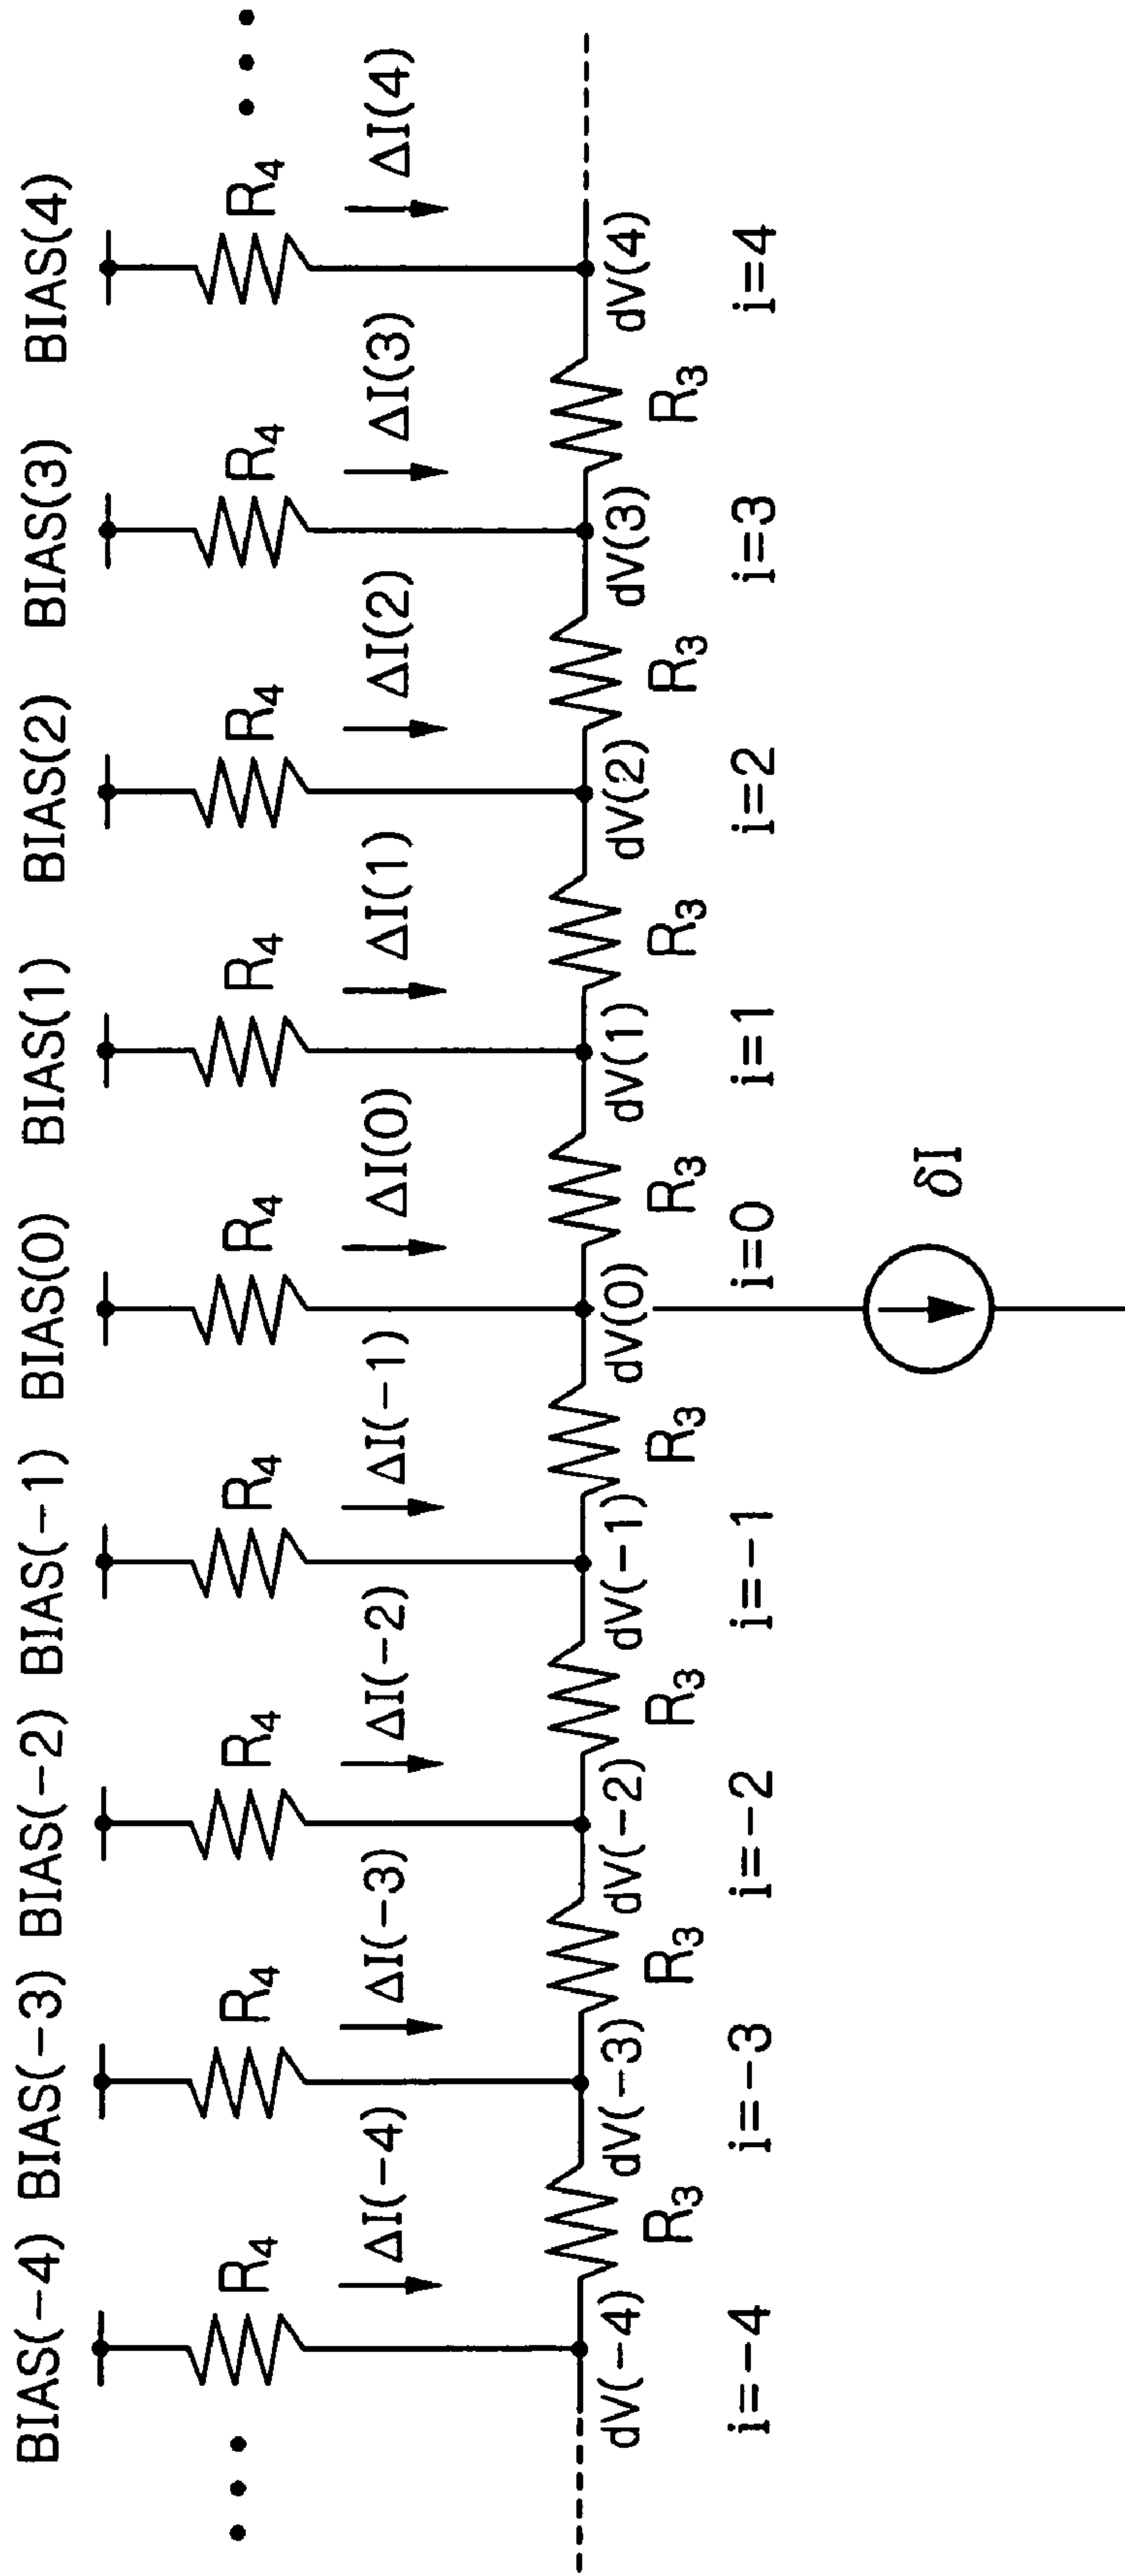 BIAS(-4) BIAS(-3) BIAS(-2) BIAS(-1) BIAS(0) BIAS(1) BIAS(2) BIAS(3) BIAS(4)
••• R4 R4 R4 R4 R4 R4 R4 R4 R4 •••
ΔI(-4) ΔI(-3) ΔI(-2) ΔI(-1) ΔI(0) ΔI(1) ΔI(2) ΔI(3) ΔI(4)
dV(-4) dV(-3) dV(-2) dV(-1) dV(0) dV(1) dV(2) dV(3) dV(4)
R3 R3 R3 R3 R3 R3 R3 R3
i=-4 i=-3 i=-2 i=-1 i=0 i=1 i=2 i=3 i=4
δI